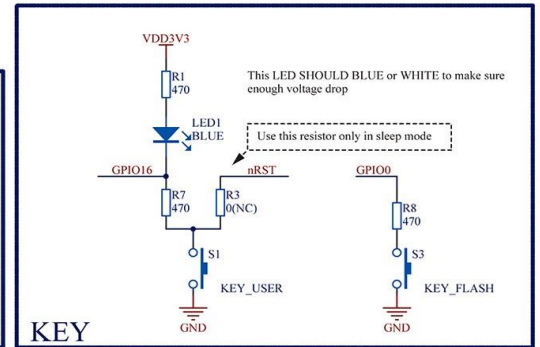 VDD3V3
R1
470
This LED SHOULD BLUE or WHITE to make sure
enough voltage drop
LED1
BLUE
Use this resistor only in sleep mode
GPIO16
nRST
GPIO0
R7
470
R3
0(NC)
R8
470
S1
S3
KEY_USER
KEY_FLASH
GND
GND
KEY